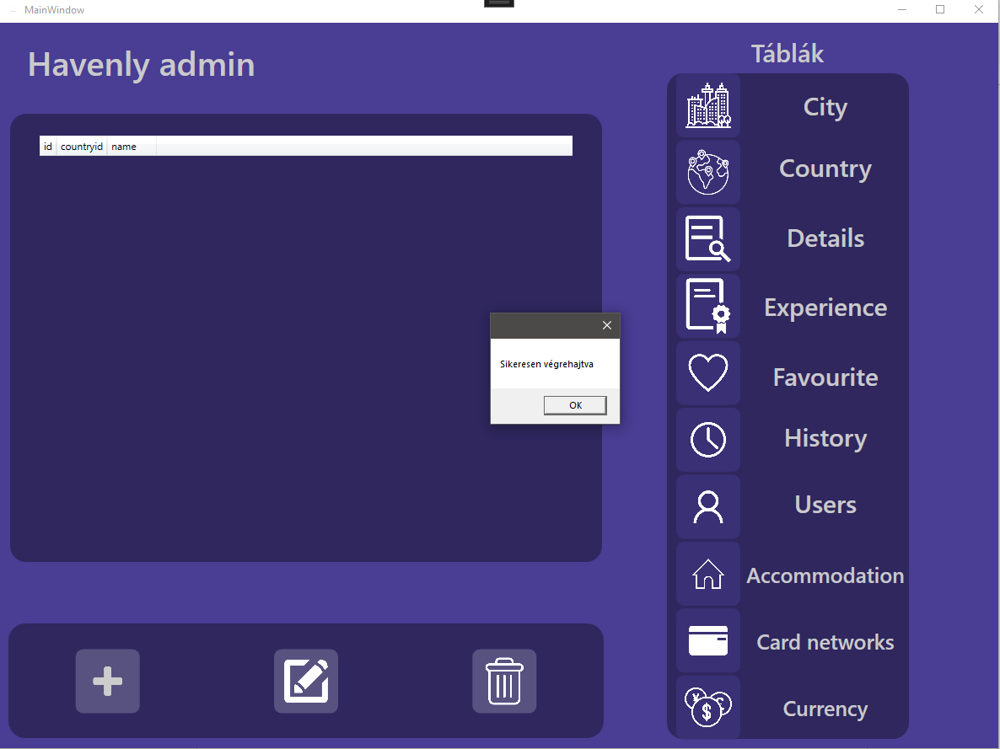 MainWindow
Havenly admin
id countryid name
Sikeresen végrehajtva
OK
Táblák
City
Country
Details
Experience
Favourite
History
Users
Accommodation
Card networks
Currency